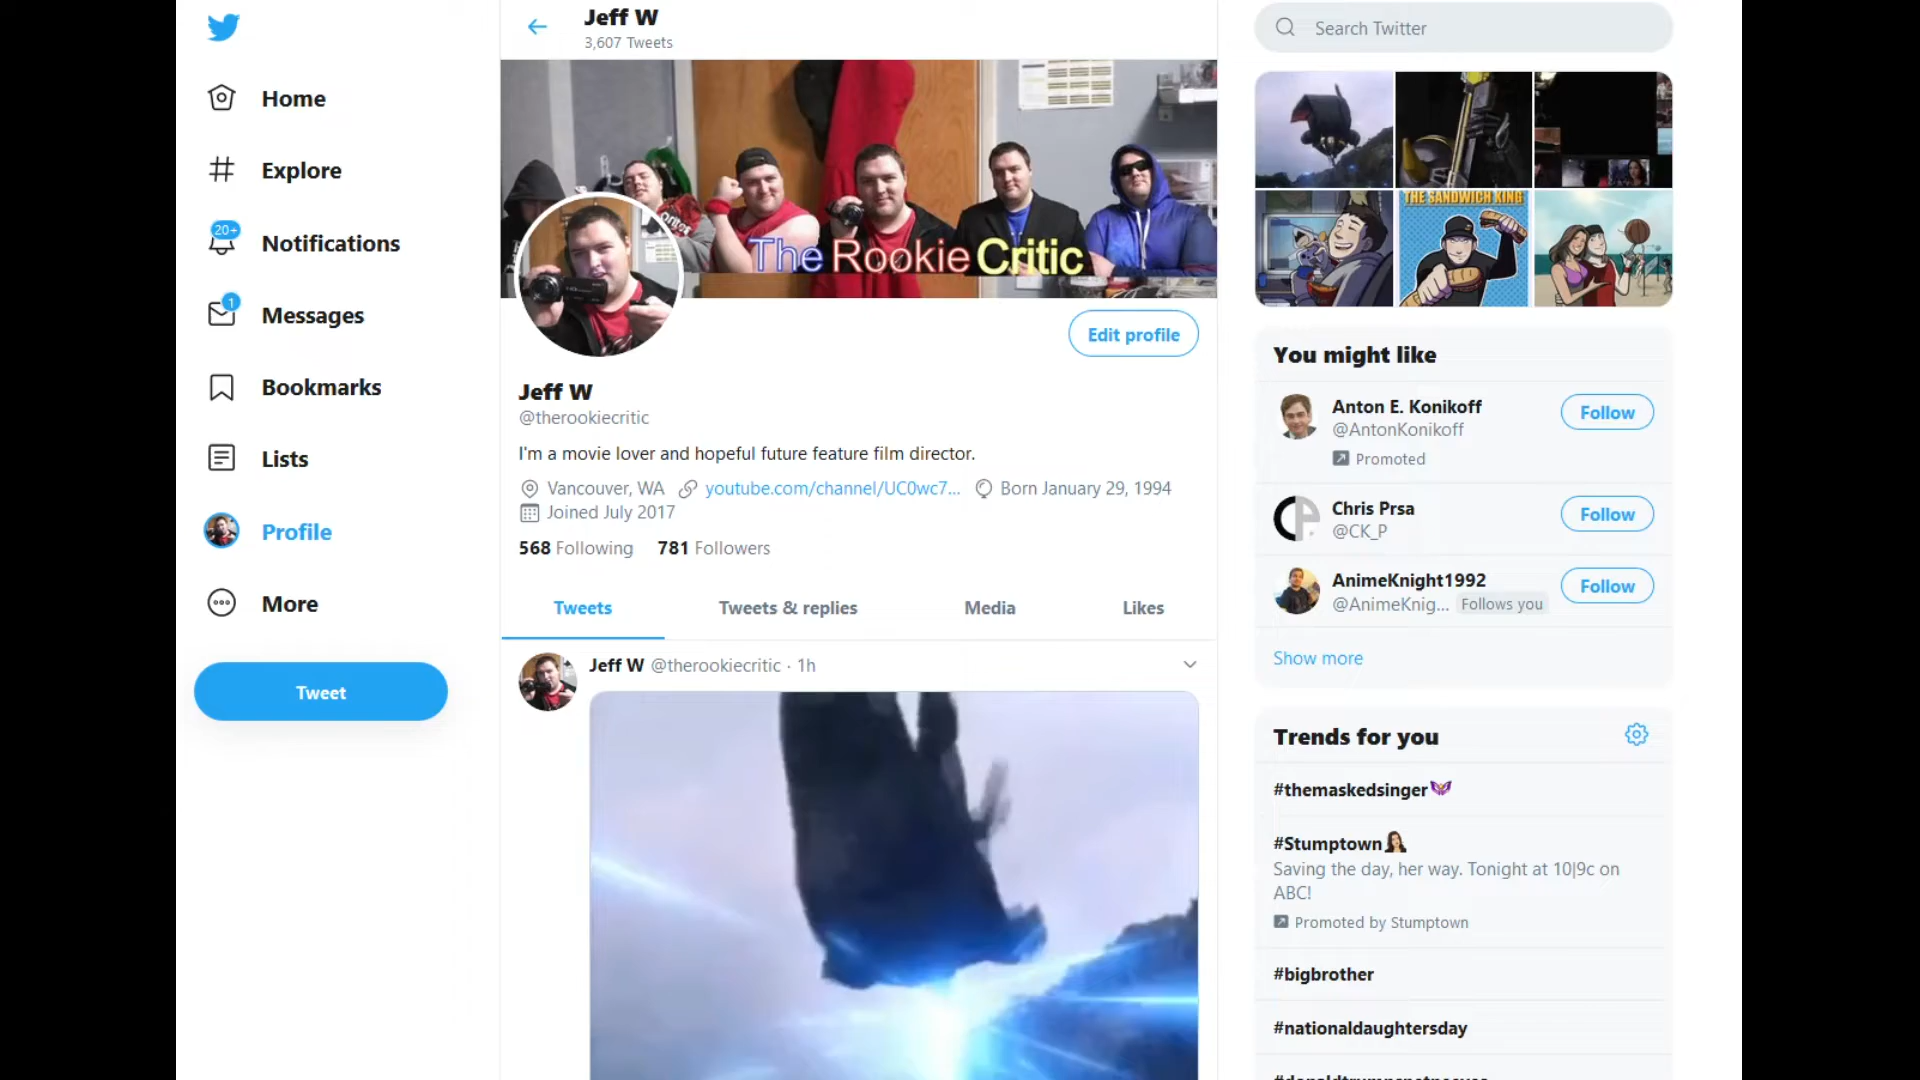 Jeff W
3,607 Tweets
Search Twitter
Home
Explore
20+
Notifications
1
Messages
Bookmarks
Lists
Profile
More
Tweet
The Rookie Critic
Edit profile
Jeff W
@therookiecritic
I'm a movie lover and hopeful future feature film director.
Vancouver, WA youtube.com/channel/UC0wc7... Born January 29, 1994
Joined July 2017
568 Following 781 Followers
Tweets Tweets & replies Media Likes
Jeff W @therookiecritic · 1h
THE SANDWICH KING
You might like
Anton E. Konikoff
@AntonKonikoff
Follow
Promoted
Chris Prsa
@CK_P
Follow
AnimeKnight1992
@AnimeKnig... Follows you
Follow
Show more
Trends for you
#themaskedsinger
#Stumptown
Saving the day, her way. Tonight at 10|9c on
ABC!
Promoted by Stumptown
#bigbrother
#nationaldaughtersday